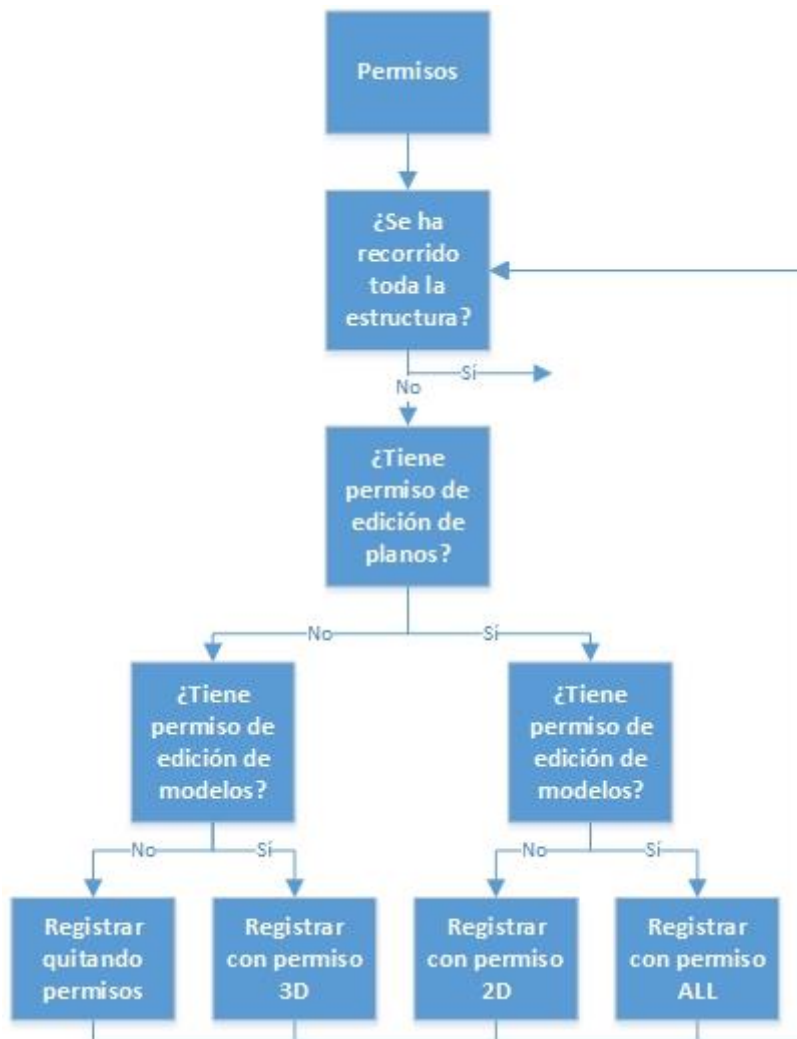 Permisos
¿Se ha
recorrido
toda la
estructura?
Sí
No
¿Tiene
permiso de
edición de
planos?
No
Sí
¿Tiene
permiso de
edición de
modelos?
¿Tiene
permiso de
edición de
modelos?
No
Sí
No
Sí
Registrar
quitando
permisos
Registrar
con permiso
3D
Registrar
con permiso
2D
Registrar
con permiso
ALL